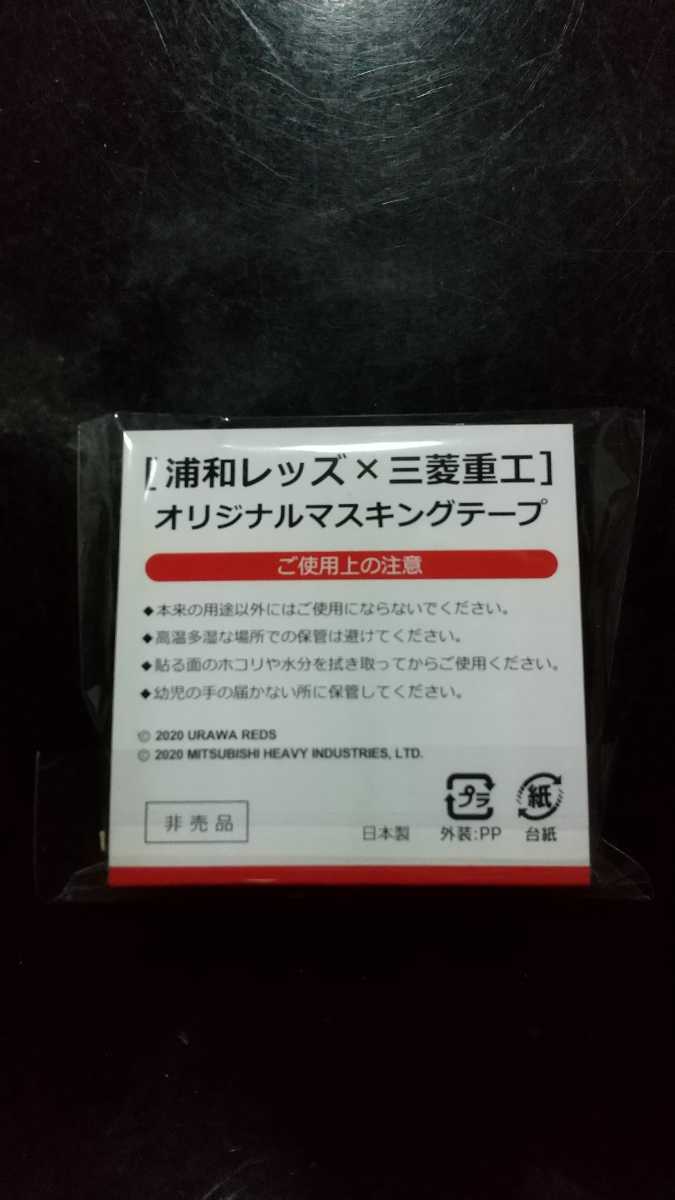 [浦和レッズ×三菱重工]
オリジナルマスキングテープ
ご使用上の注意
◆本来の用途以外にはご使用にならないでください。
◆高温多湿な場所での保管は避けてください。
◆貼る面のホコリや水分を拭き取ってからご使用ください。
◆幼児の手の届かない所に保管してください。
© 2020 URAWA REDS
© 2020 MITSUBISHI HEAVY INDUSTRIES, LTD.
プラ 紙
非売品 日本製 外装:PP 台紙